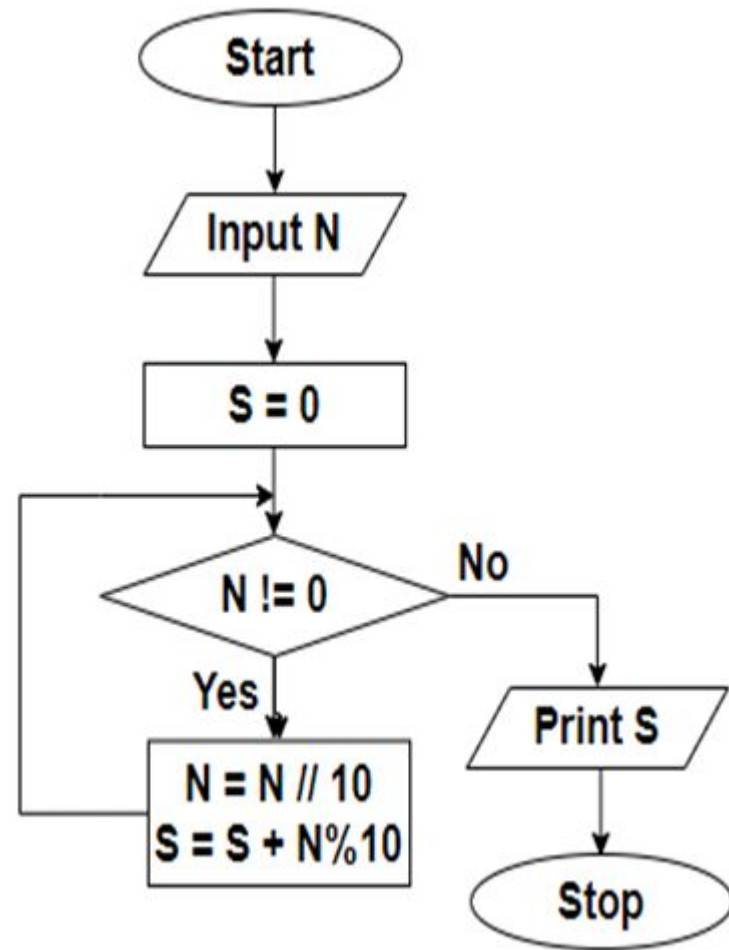 Start
Input N
S = 0
N != 0
No
Yes
N = N // 10
S = S + N%10
Print S
Stop